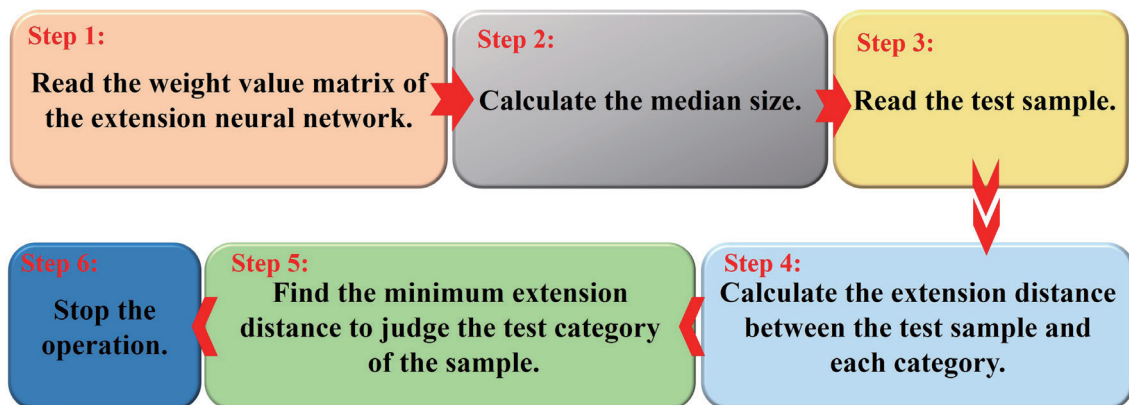 Step 1:
Read the weight value matrix of
the extension neural network.
Step 2:
Calculate the median size.
Step 3:
Read the test sample.
Step 4:
Calculate the extension distance
between the test sample and
each category.
Step 5:
Find the minimum extension
distance to judge the test category
of the sample.
Step 6:
Stop the
operation.